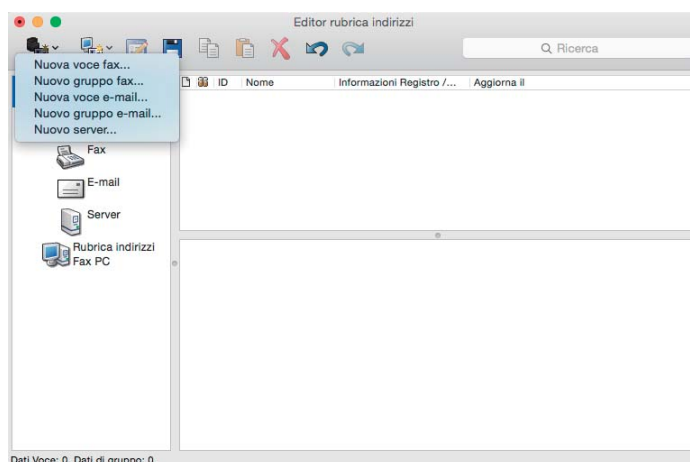 Editor rubrica indirizzi
Ricerca
Nuova voce fax...
Nuovo gruppo fax...
Nuova voce e-mail...
Nuovo gruppo e-mail...
Nuovo server...
ID Nome Informazioni Registro /... Aggiorna il
Fax
E-mail
Server
Rubrica indirizzi
Fax PC
Dati Voce: 0, Dati di gruppo: 0